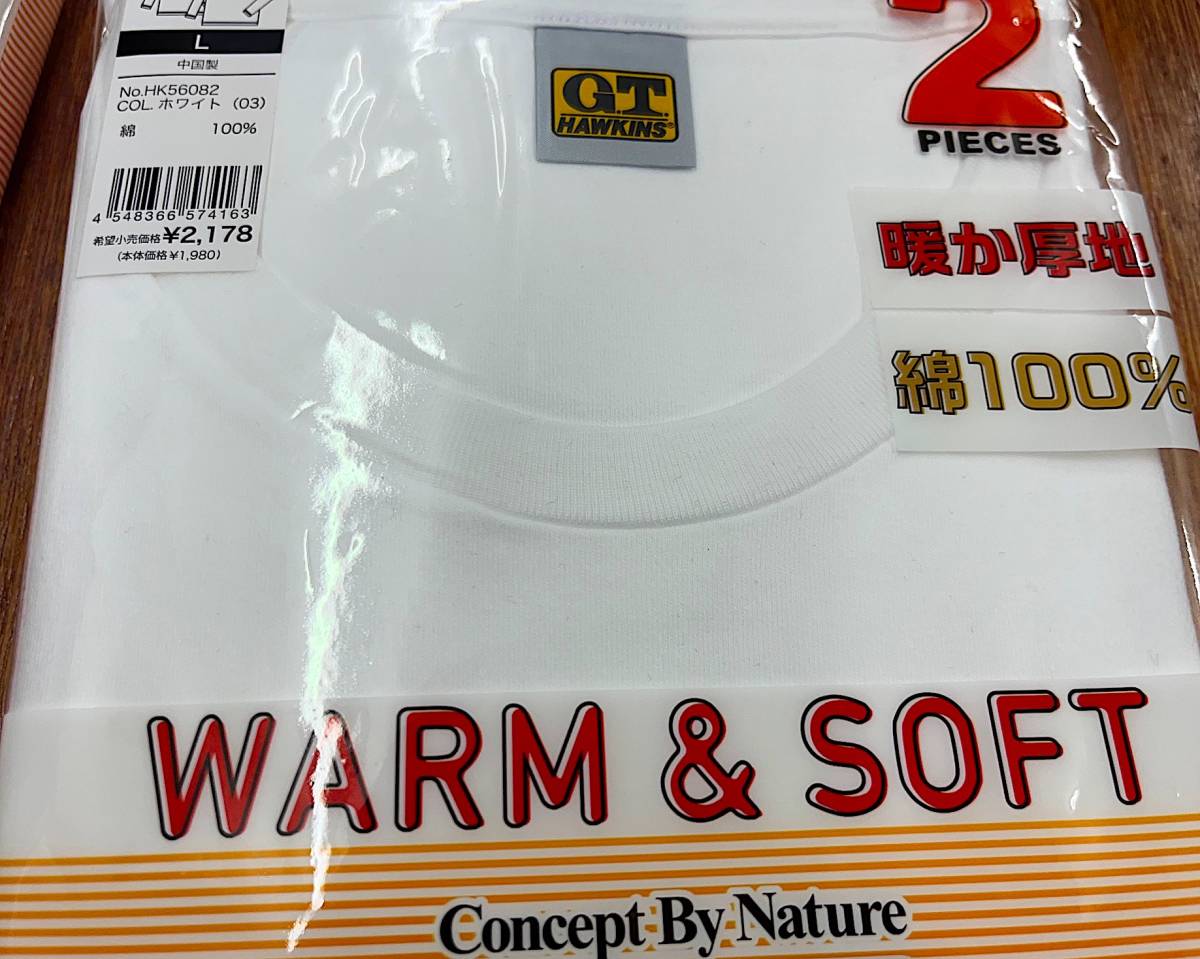 L
中国製
No.HK56082
COL. ホワイト (03)
綿 100%
4 548366 574163
希望小売価格 ¥2,178
(本体価格¥1,980)
G.T.
HAWKINS®
2
PIECES
暖か厚地
綿100%
WARM & SOFT
Concept By Nature